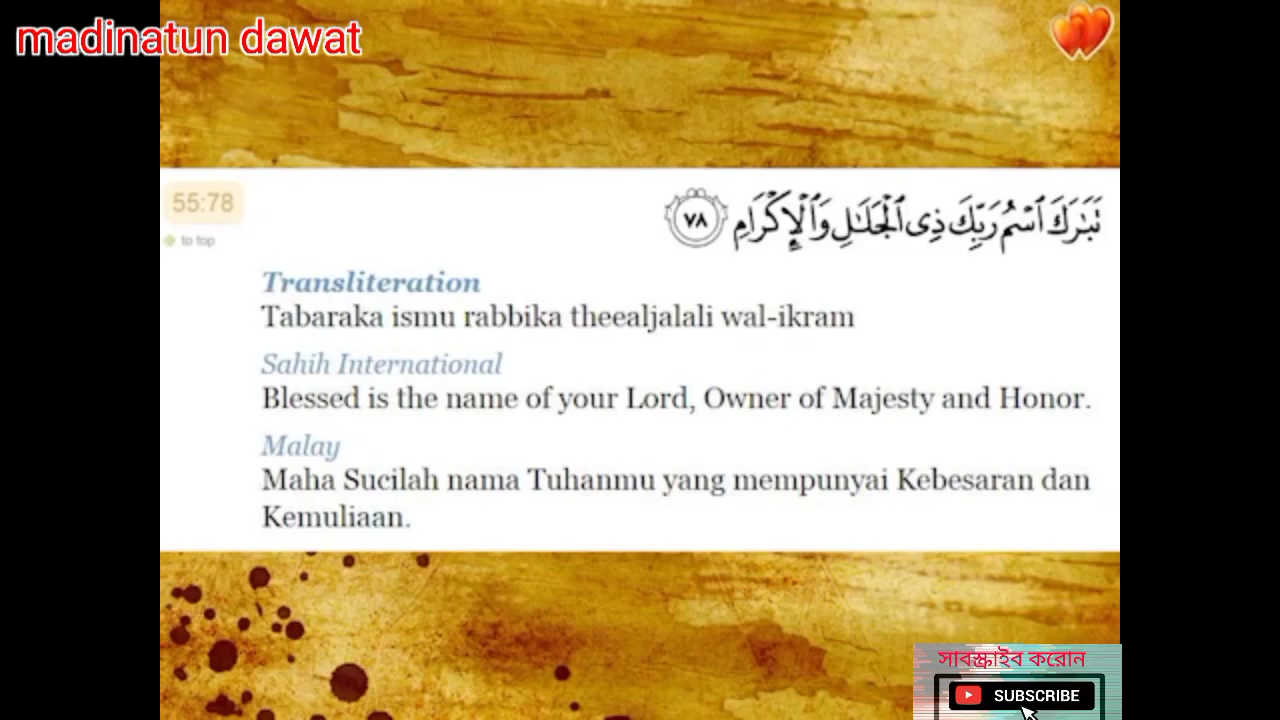 madinatun dawat
55:78
تَبَٰرَكَ ٱسْمُ رَبِّكَ ذِى ٱلْجَلَٰلِ وَٱلْإِكْرَامِ ٧٨
to top
Transliteration
Tabaraka ismu rabbika theealjalali wal-ikram
Sahih International
Blessed is the name of your Lord, Owner of Majesty and Honor.
Malay
Maha Sucilah nama Tuhanmu yang mempunyai Kebesaran dan
Kemuliaan.
সাবস্ক্রাইব করোন
SUBSCRIBE